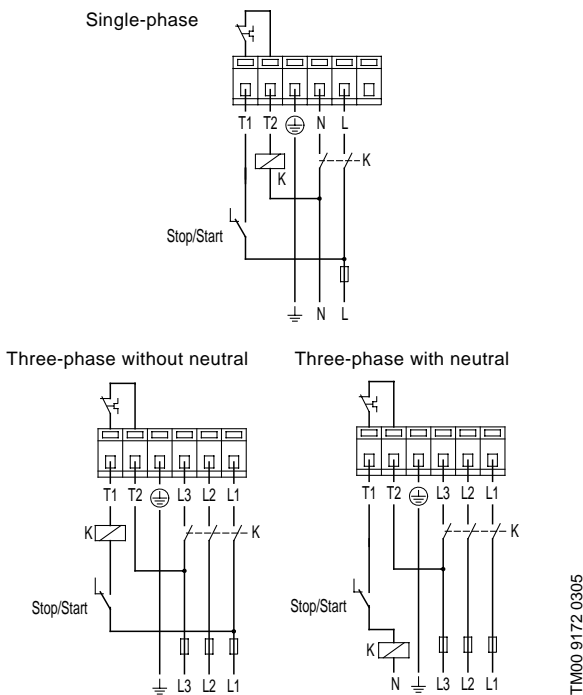 Single-phase
T1 T2 N L
K
K
Stop/Start
N L
Three-phase without neutral
Three-phase with neutral
T1 T2 L3 L2 L1
K
K
Stop/Start
L3 L2 L1
T1 T2 L3 L2 L1
K
Stop/Start
K
N L3 L2 L1
TM00 9172 0305